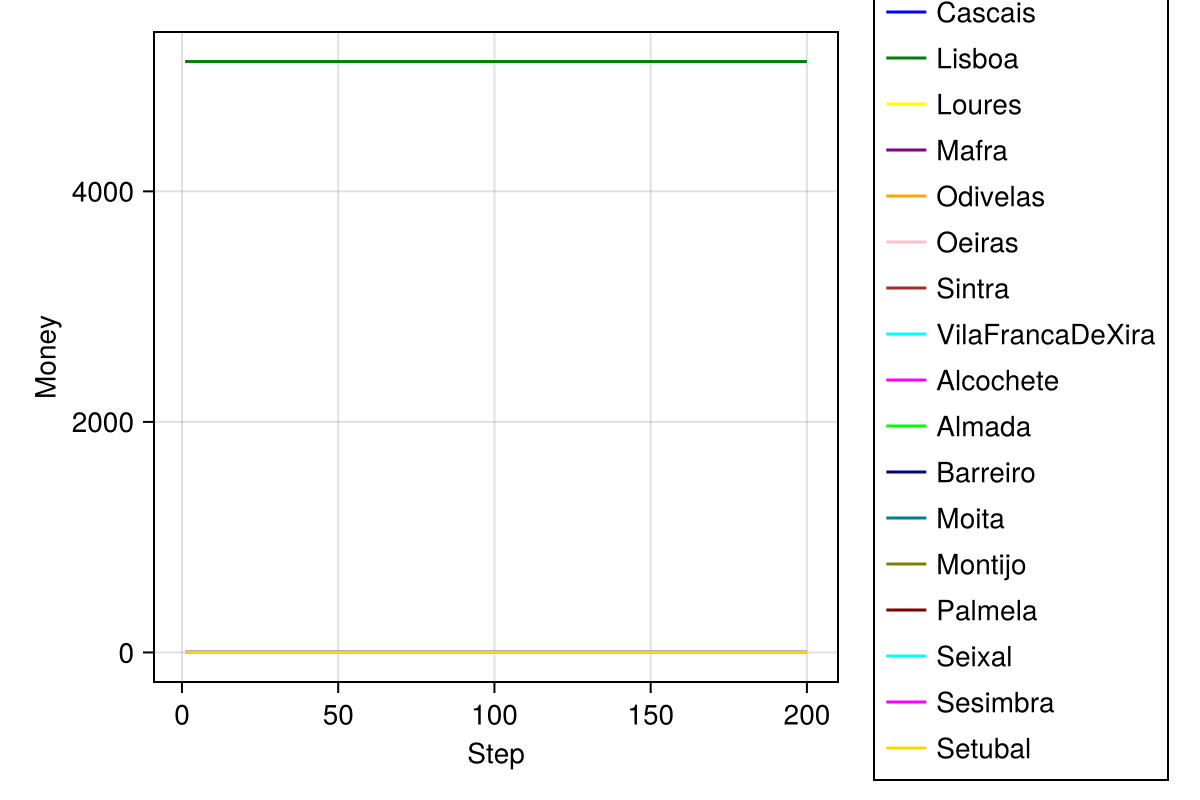 Money
4000
2000
0
0
50
100
150
200
Step
Cascais
Lisboa
Loures
Mafra
Odivelas
Oeiras
Sintra
VilaFrancaDeXira
Alcochete
Almada
Barreiro
Moita
Montijo
Palmela
Seixal
Sesimbra
Setubal